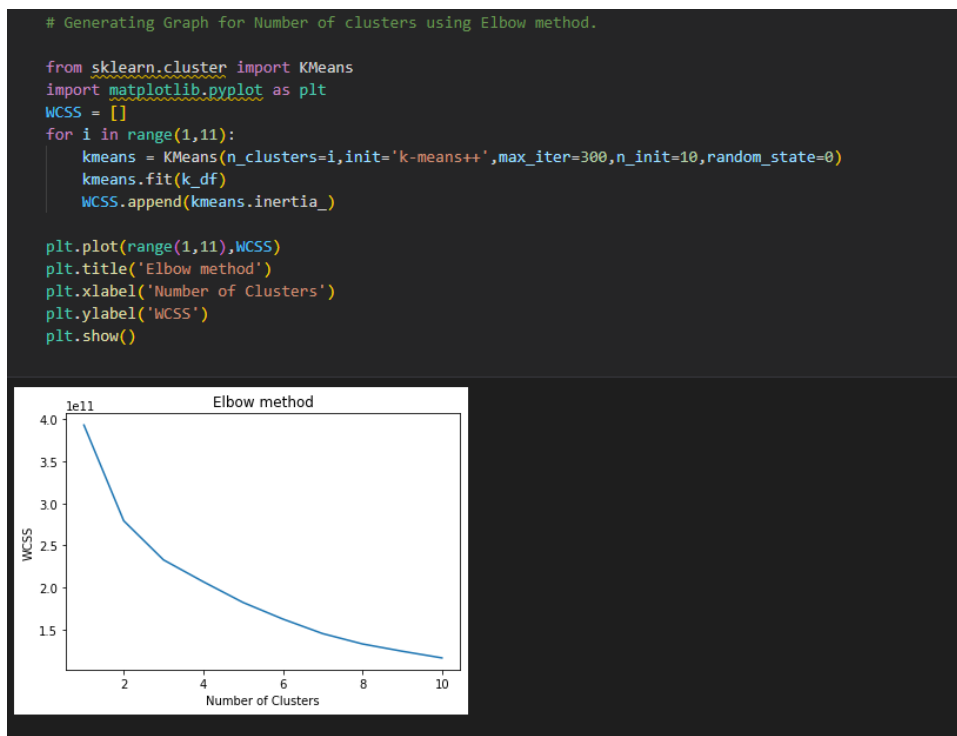 # Generating Graph for Number of clusters using Elbow method.
from sklearn.cluster import KMeans
import matplotlib.pyplot as plt
WCSS = []
for i in range(1,11):
    kmeans = KMeans(n_clusters=i,init='k-means++',max_iter=300,n_init=10,random_state=0)
    kmeans.fit(k_df)
    WCSS.append(kmeans.inertia_)
plt.plot(range(1,11),WCSS)
plt.title('Elbow method')
plt.xlabel('Number of Clusters')
plt.ylabel('WCSS')
plt.show()
1e11
Elbow method
4.0
3.5
3.0
2.5
2.0
1.5
WCSS
2 4 6 8 10
Number of Clusters